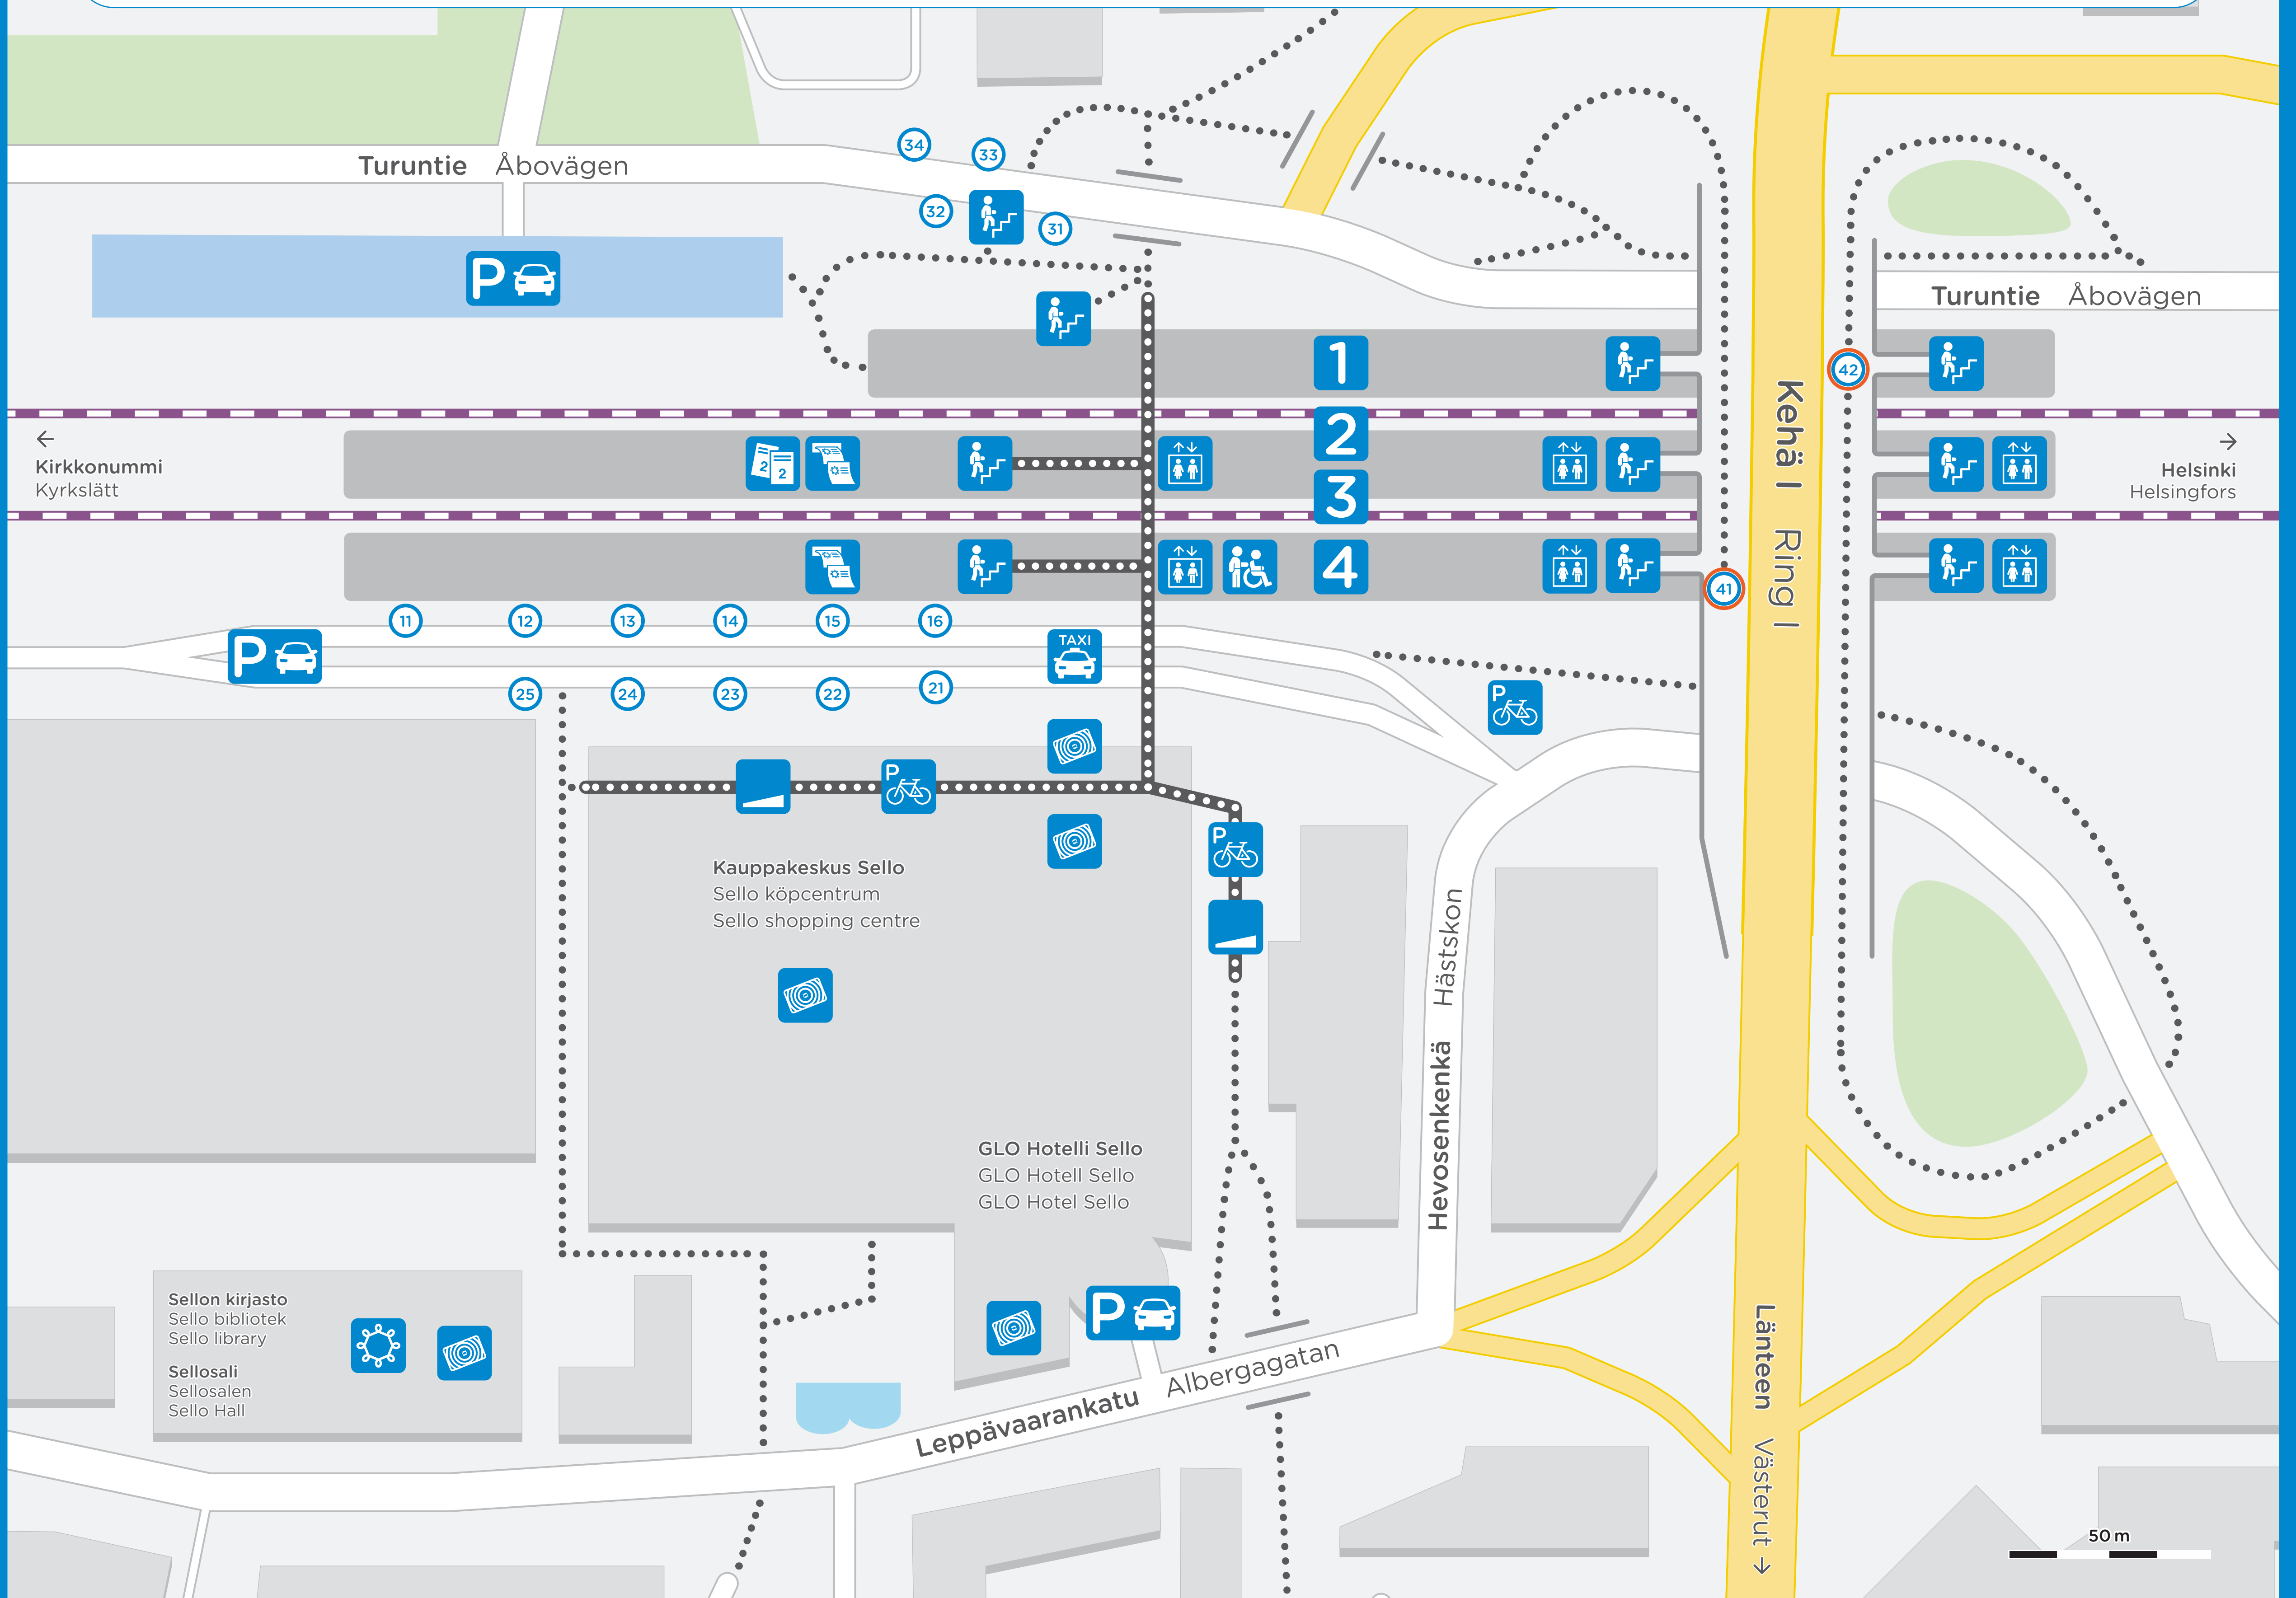 Turuntie Åbovägen
34
33
32
31
P
Turuntie Åbovägen
1
42
2
2 2
Kirkkonummi
Kyrkslätt
Helsinki
Helsingfors
3
4
41
Kehä I Ring I
11
12
13
14
15
16
P
TAXI
25
24
23
22
21
P
P
P
Kauppakeskus Sello
Sello köpcentrum
Sello shopping centre
Hevosenkenkä Hästskon
GLO Hotelli Sello
GLO Hotell Sello
GLO Hotel Sello
Sellon kirjasto
Sello bibliotek
Sello library
Sellosali
Sellosalen
Sello Hall
P
Leppävaarankatu Albergagatan
Länteen Västerut
50 m